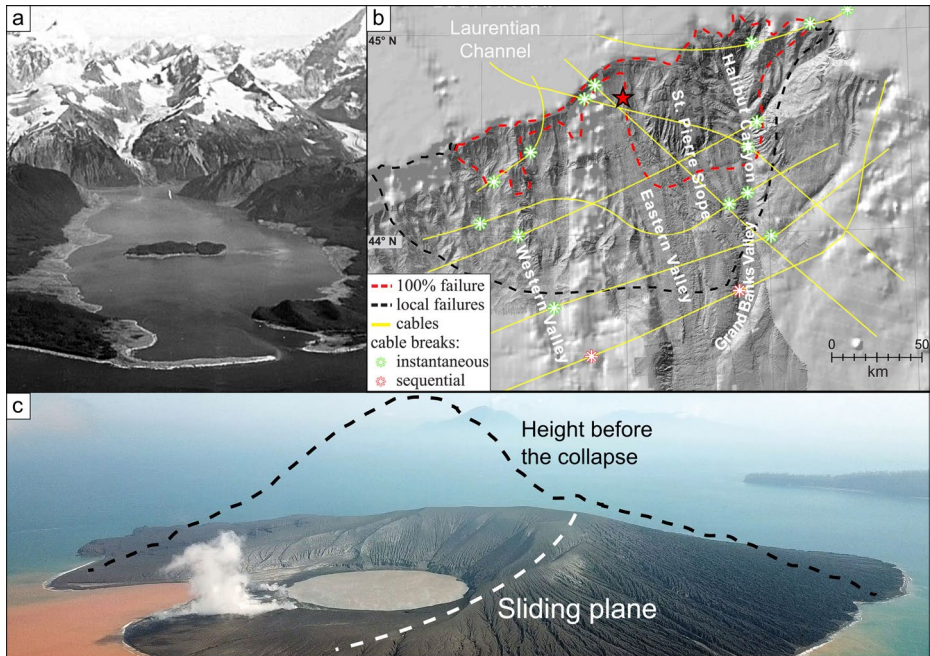 a
b
Laurentian
Channel
45° N
Halibut Canyon
St. Pierre Slope
Eastern Valley
44° N
Western Valley
Grand Banks Valley
100% failure
local failures
cables
cable breaks:
instantaneous
sequential
0
50
km
c
Height before
the collapse
Sliding plane